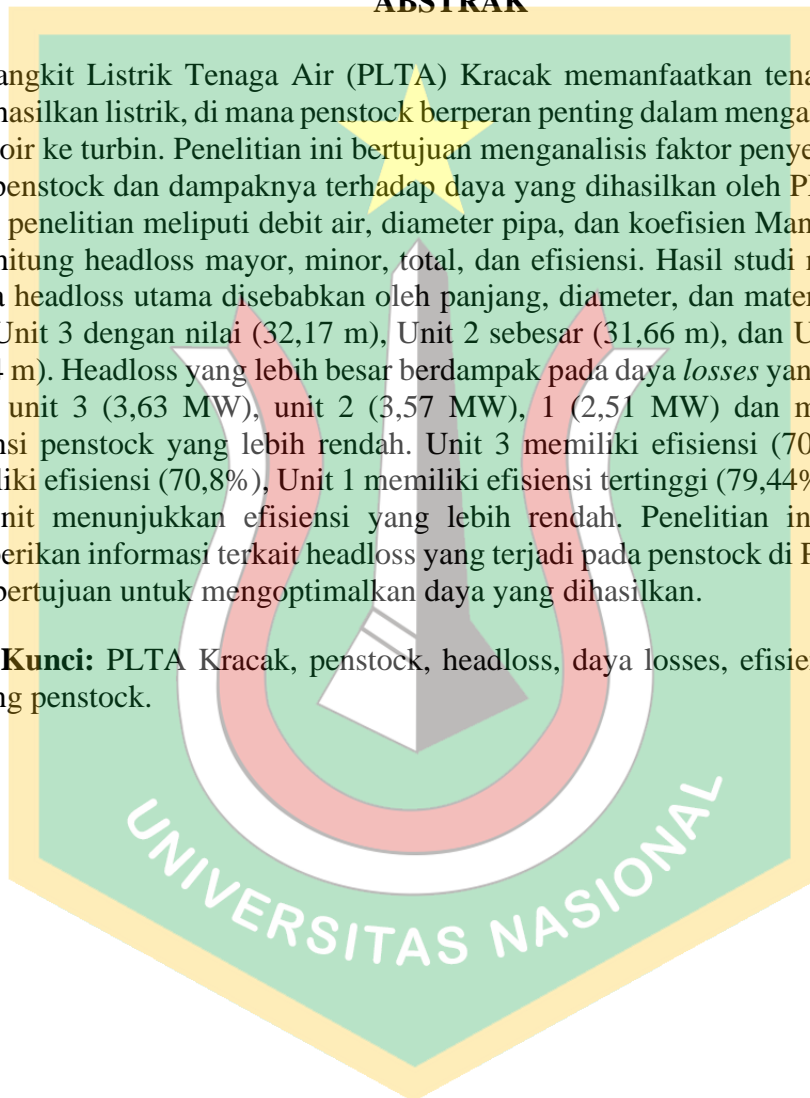 ABSTRAK
angkit Listrik Tenaga Air (PLTA) Kracak memanfaatkan tena
hasilkan listrik, di mana penstock berperan penting dalam menga
oir ke turbin. Penelitian ini bertujuan menganalisis faktor penye
penstock dan dampaknya terhadap daya yang dihasilkan oleh Pl
penelitian meliputi debit air, diameter pipa, dan koefisien Man
hitung headloss mayor, minor, total, dan efisiensi. Hasil studi
headloss utama disebabkan oleh panjang, diameter, dan mater
Unit 3 dengan nilai (32,17 m), Unit 2 sebesar (31,66 m), dan U
m). Headloss yang lebih besar berdampak pada daya losses yan
unit 3 (3,63 MW), unit 2 (3,57 MW), 1 (2,51 MW) dan m
nsi penstock yang lebih rendah. Unit 3 memiliki efisiensi (70
liki efisiensi (70,8%), Unit 1 memiliki efisiensi tertinggi (79,44%
nit menunjukkan efisiensi yang lebih rendah. Penelitian in
berikan informasi terkait headloss yang terjadi pada penstock di P
bertujuan untuk mengoptimalkan daya yang dihasilkan.
Kunci: PLTA Kracak, penstock, headloss, daya losses, efisie
ng penstock.
UNIVERSITAS NASIONAL